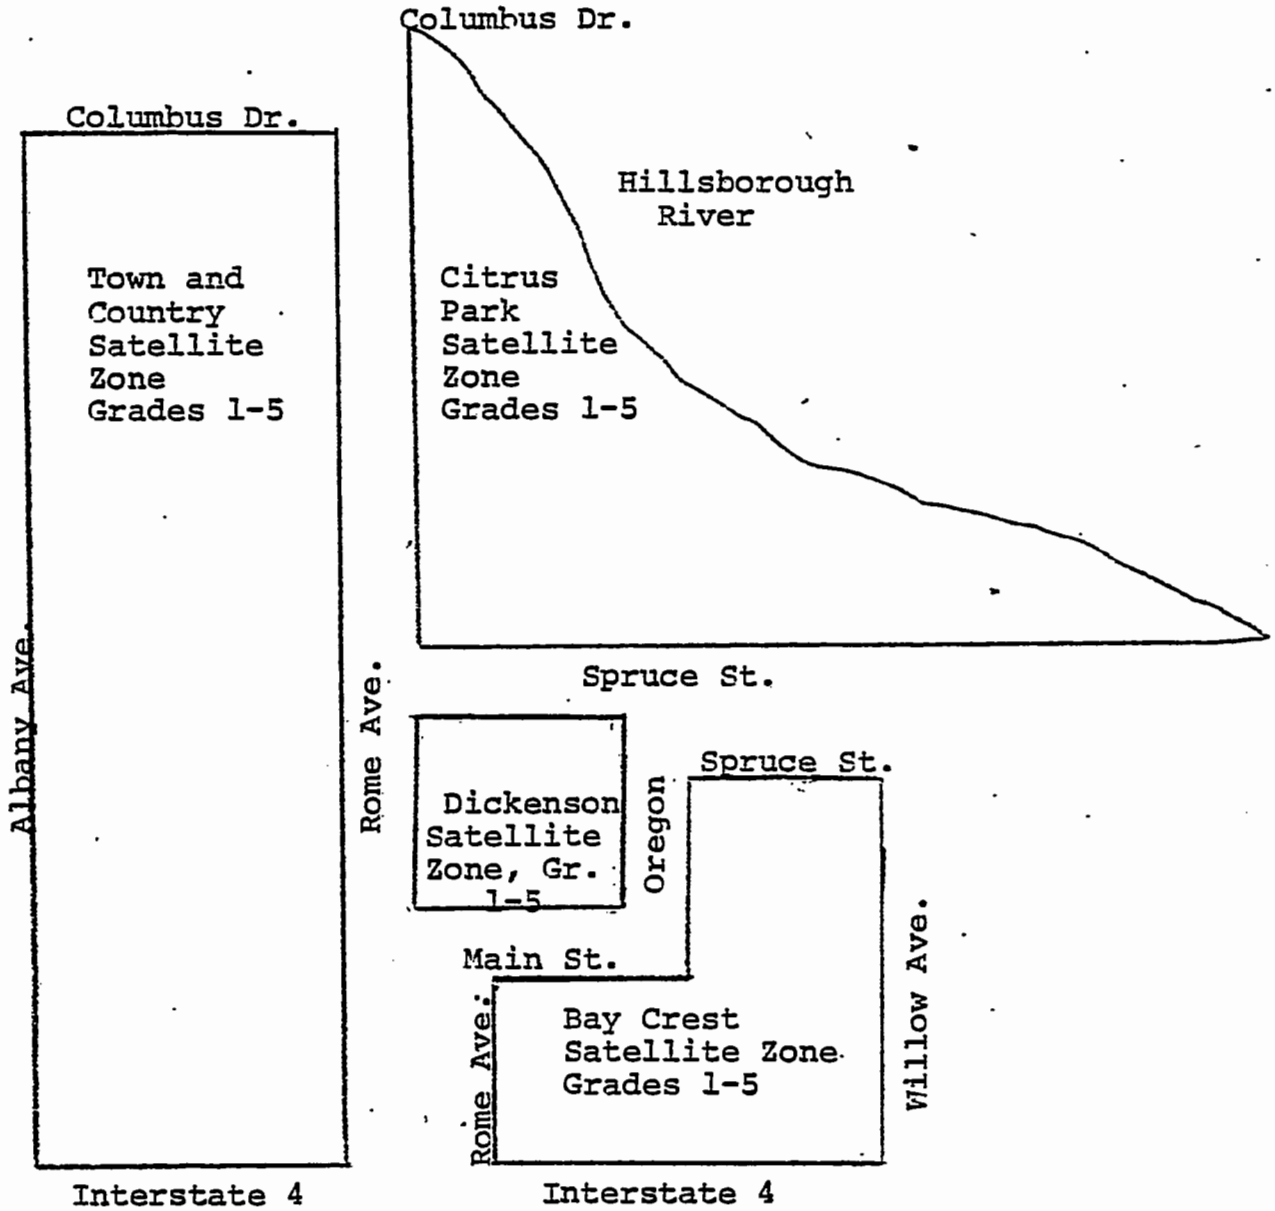 Columbus Dr.
Columbus Dr.
Hillsborough
River
Town and
Country
Satellite
Zone
Grades 1-5
Citrus
Park
Satellite
Zone
Grades 1-5
Albany Ave.
Rome Ave.
Spruce St.
Dickenson
Satellite
Zone, Gr.
1-5
Oregon
Spruce St.
Main St.
Rome Ave.
Bay Crest
Satellite Zone
Grades 1-5
Willow Ave.
Interstate 4
Interstate 4